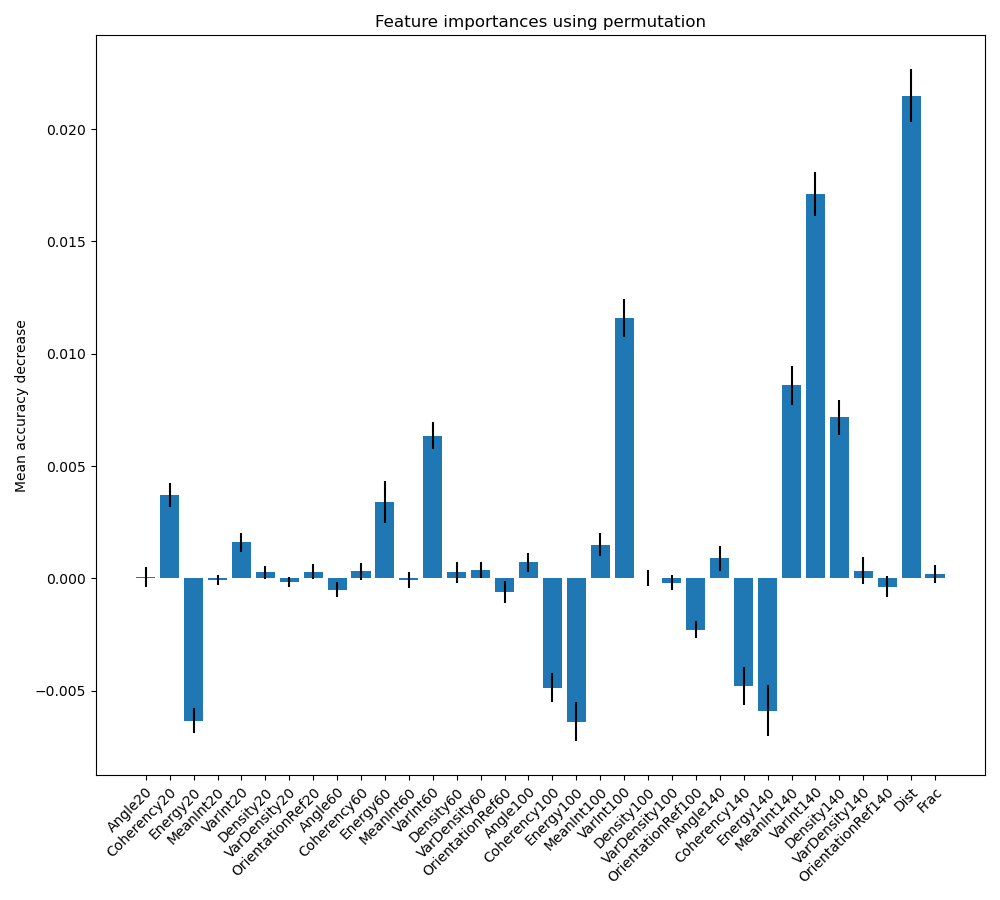 Feature importances using permutation
Mean accuracy decrease
0.020
0.015
0.010
0.005
0.000
−0.005
Angle20
Coherency20
Energy20
MeanInt20
VarInt20
Density20
VarDensity20
OrientationRef20
Angle60
Coherency60
Energy60
MeanInt60
VarInt60
Density60
VarDensity60
OrientationRef60
Angle100
Coherency100
Energy100
MeanInt100
VarInt100
Density100
VarDensity100
OrientationRef100
Angle140
Coherency140
Energy140
MeanInt140
VarInt140
Density140
VarDensity140
OrientationRef140
Dist
Frac